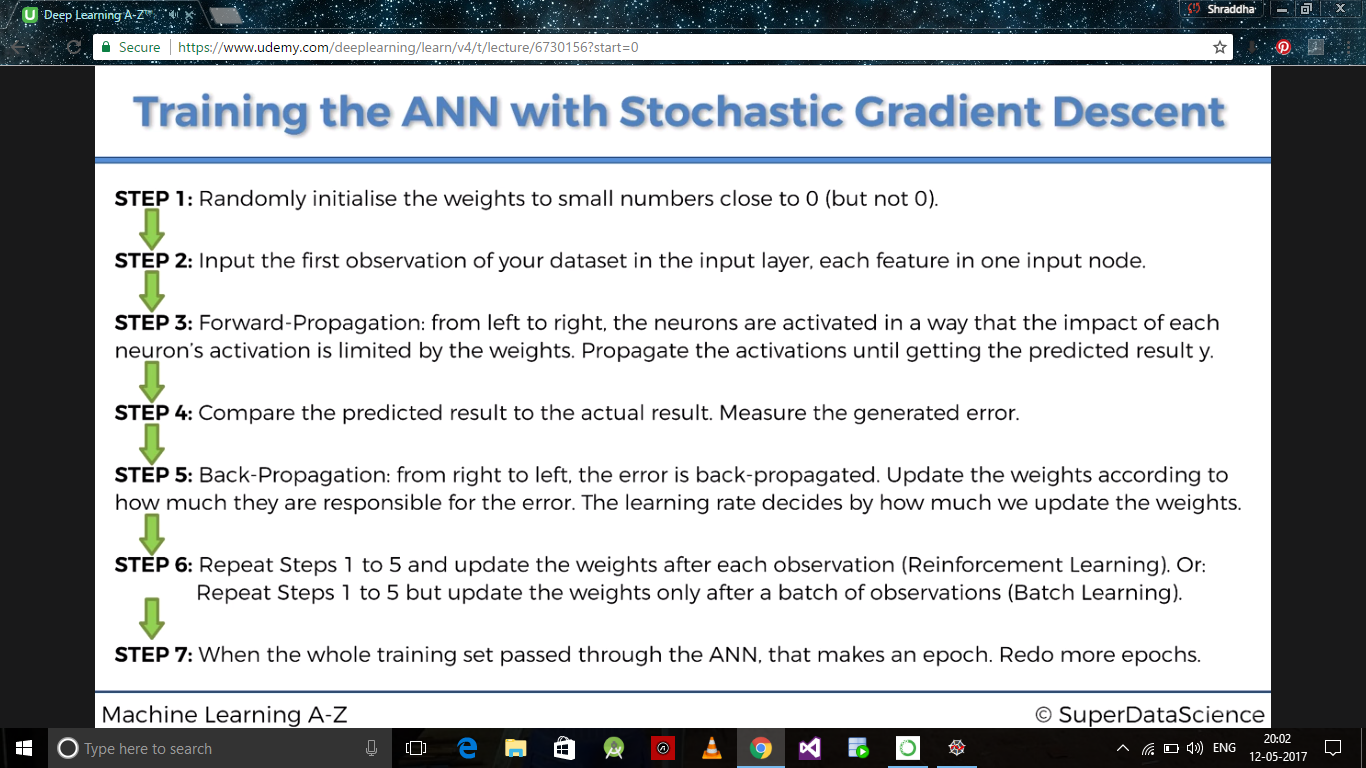 Deep Learning A-Z™
Shraddha
Secure
https://www.udemy.com/deeplearning/learn/v4/t/lecture/6730156?start=0
Training the ANN with Stochastic Gradient Descent
STEP 1: Randomly initialise the weights to small numbers close to 0 (but not 0).
STEP 2: Input the first observation of your dataset in the input layer, each feature in one input node.
STEP 3: Forward-Propagation: from left to right, the neurons are activated in a way that the impact of each
neuron's activation is limited by the weights. Propagate the activations until getting the predicted result y.
STEP 4: Compare the predicted result to the actual result. Measure the generated error.
STEP 5: Back-Propagation: from right to left, the error is back-propagated. Update the weights according to
how much they are responsible for the error. The learning rate decides by how much we update the weights.
STEP 6: Repeat Steps 1 to 5 and update the weights after each observation (Reinforcement Learning). Or:
Repeat Steps 1 to 5 but update the weights only after a batch of observations (Batch Learning).
STEP 7: When the whole training set passed through the ANN, that makes an epoch. Redo more epochs.
Machine Learning A-Z
© SuperDataScience
Type here to search
ENG
20:02
12-05-2017